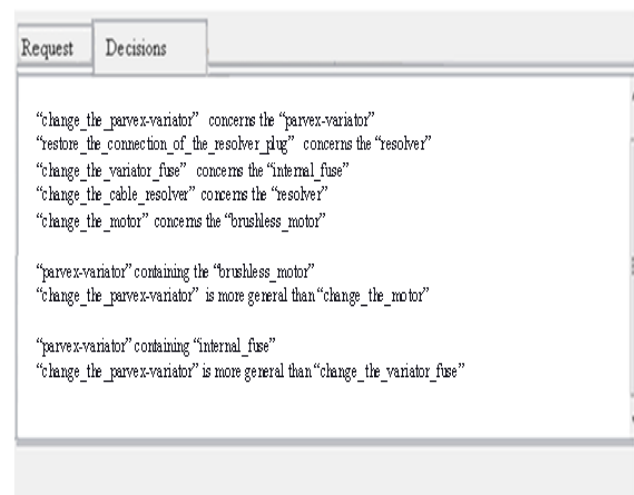 Request
Decisions
“change_the_parvex-variator” concerns the “parvex-variator”
“restore_the_connection_of_the_resolver_plug” concerns the “resolver”
“change_the_variator_fuse” concerns the “internal_fuse”
“change_the_cable_resolver” concerns the “resolver”
“change_the_motor” concerns the “brushless_motor”
“parvex-variator” containing the “brushless_motor”
“change_the_parvex-variator” is more general than “change_the_motor”
“parvex-variator” containing “internal_fuse”
“change_the_parvex-variator” is more general than “change_the_variator_fuse”